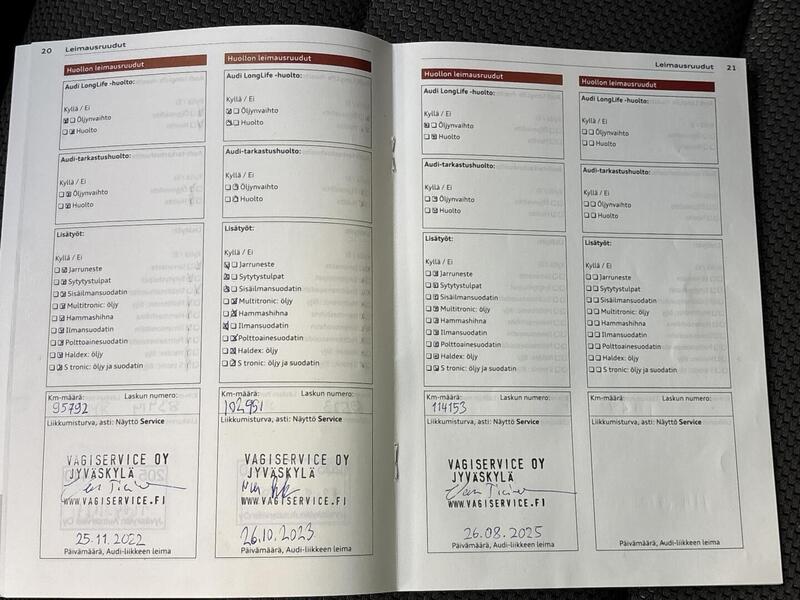 20 Leimausruudut
Huollon leimausruudut
Audi LongLife -huolto:
Kyllä / Ei
Öljynvaihto
Huolto
Audi-tarkastushuolto:
Kyllä / Ei
Öljynvaihto
Huolto
Lisätyöt:
Kyllä / Ei
Jarruneste
Sytytystulpat
Sisäilmansuodatin
Multitronic: öljy
Hammashihna
Ilmansuodatin
Polttoainesuodatin
Haldex: öljy
S tronic: öljy ja suodatin
Km-määrä: Laskun numero:
95792
Liikkumisturva, asti: Näyttö Service
VAGISERVICE OY
JYVÄSKYLÄ
WWW.VAGISERVICE.FI
25.11.2022
Päivämäärä, Audi-liikkeen leima
Huollon leimausruudut
Audi LongLife -huolto:
Kyllä / Ei
Öljynvaihto
Huolto
Audi-tarkastushuolto:
Kyllä / Ei
Öljynvaihto
Huolto
Lisätyöt:
Kyllä / Ei
Jarruneste
Sytytystulpat
Sisäilmansuodatin
Multitronic: öljy
Hammashihna
Ilmansuodatin
Polttoainesuodatin
Haldex: öljy
S tronic: öljy ja suodatin
Km-määrä: Laskun numero:
102951
Liikkumisturva, asti: Näyttö Service
VAGISERVICE OY
JYVÄSKYLÄ
WWW.VAGISERVICE.FI
26.10.2023
Päivämäärä, Audi-liikkeen leima
Leimausruudut 21
Huollon leimausruudut
Audi LongLife -huolto:
Kyllä / Ei
Öljynvaihto
Huolto
Audi-tarkastushuolto:
Kyllä / Ei
Öljynvaihto
Huolto
Lisätyöt:
Kyllä / Ei
Jarruneste
Sytytystulpat
Sisäilmansuodatin
Multitronic: öljy
Hammashihna
Ilmansuodatin
Polttoainesuodatin
Haldex: öljy
S tronic: öljy ja suodatin
Km-määrä: Laskun numero:
114153
Liikkumisturva, asti: Näyttö Service
VAGISERVICE OY
JYVÄSKYLÄ
WWW.VAGISERVICE.FI
26.08.2025
Päivämäärä, Audi-liikkeen leima
Huollon leimausruudut
Audi LongLife -huolto:
Kyllä / Ei
Öljynvaihto
Huolto
Audi-tarkastushuolto:
Kyllä / Ei
Öljynvaihto
Huolto
Lisätyöt:
Kyllä / Ei
Jarruneste
Sytytystulpat
Sisäilmansuodatin
Multitronic: öljy
Hammashihna
Ilmansuodatin
Polttoainesuodatin
Haldex: öljy
S tronic: öljy ja suodatin
Km-määrä: Laskun numero:
Liikkumisturva, asti: Näyttö Service
Päivämäärä, Audi-liikkeen leima